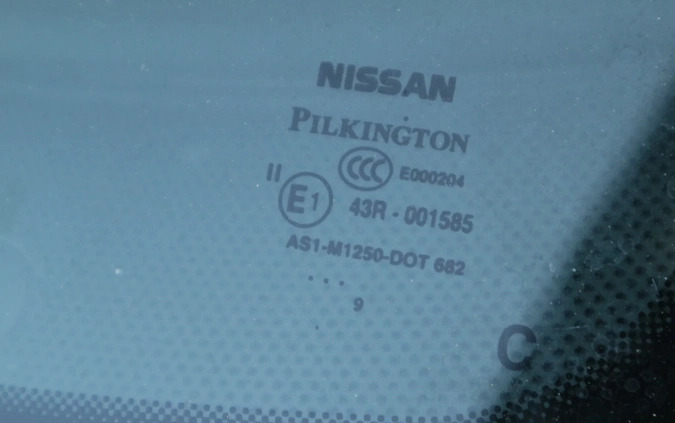 NISSAN
PILKINGTON
CCC E000204
II E1 43R - 001585
AS1-M1250-DOT 682
. . .
9
.
C